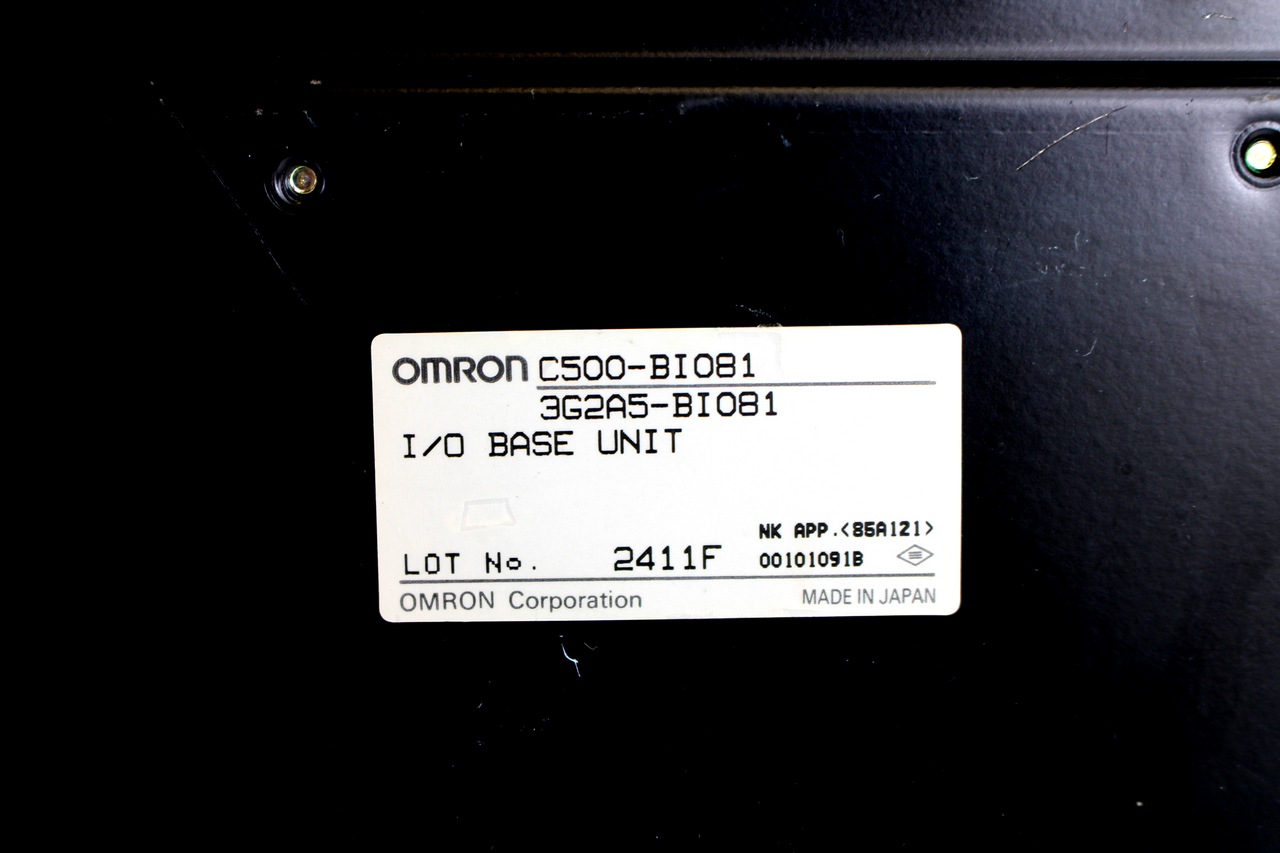 OMRON C500-BI081
3G2A5-BI081
I/O BASE UNIT
NK APP.<85A121>
LOT No. 2411F 00101091B
OMRON Corporation MADE IN JAPAN